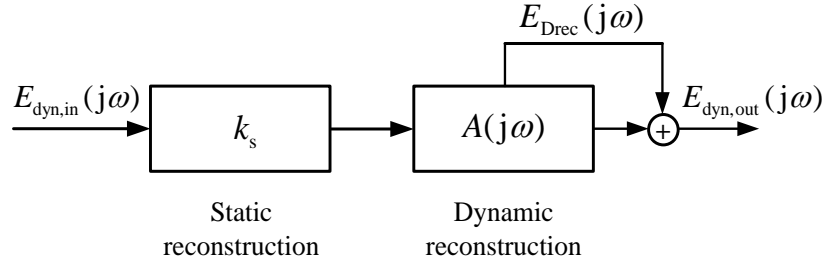 E_Drec(jω)
E_dyn,in(jω)
k_s
A(jω)
+
E_dyn,out(jω)
Static
reconstruction
Dynamic
reconstruction